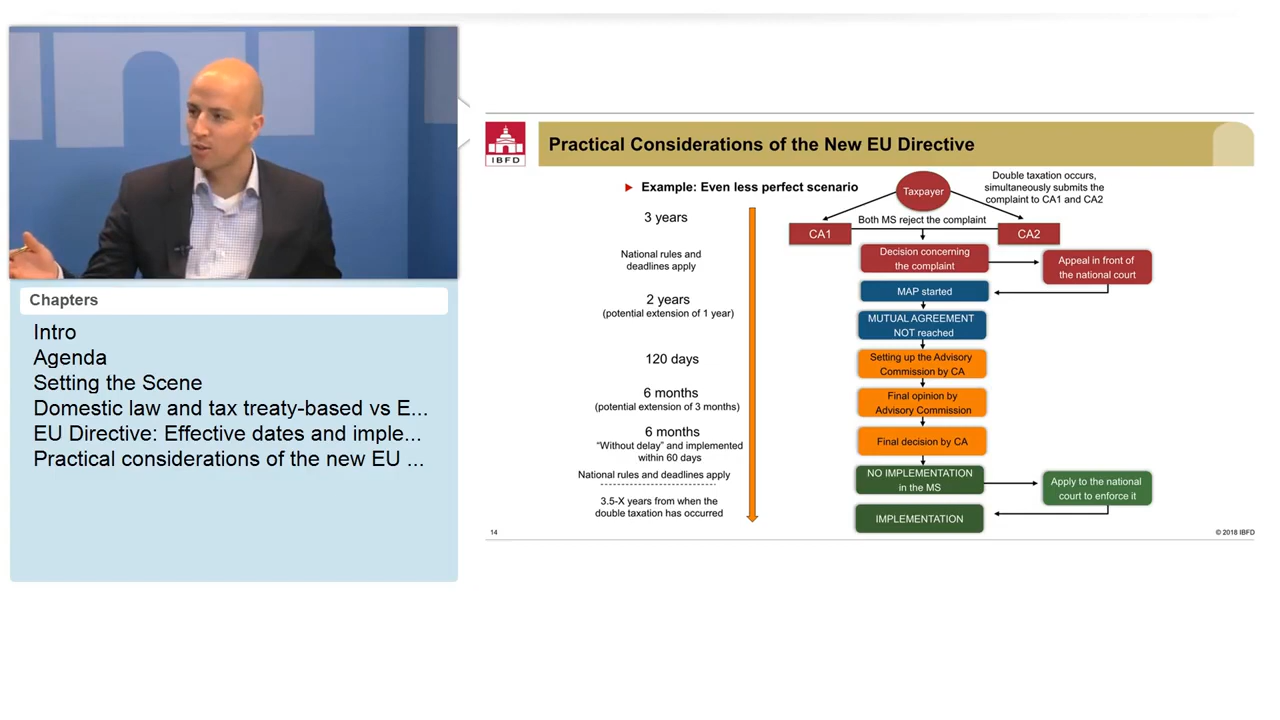 Chapters
Intro
Agenda
Setting the Scene
Domestic law and tax treaty-based vs E...
EU Directive: Effective dates and imple...
Practical considerations of the new EU ...
IBFD
Practical Considerations of the New EU Directive
Example: Even less perfect scenario
3 years
National rules and
deadlines apply
2 years
(potential extension of 1 year)
120 days
6 months
(potential extension of 3 months)
6 months
“Without delay” and implemented
within 60 days
National rules and deadlines apply
3.5-X years from when the
double taxation has occurred
Taxpayer
Double taxation occurs,
simultaneously submits the
complaint to CA1 and CA2
Both MS reject the complaint
CA1
CA2
Decision concerning
the complaint
Appeal in front of
the national court
MAP started
MUTUAL AGREEMENT
NOT reached
Setting up the Advisory
Commission by CA
Final opinion by
Advisory Commission
Final decision by CA
NO IMPLEMENTATION
in the MS
Apply to the national
court to enforce it
IMPLEMENTATION
14
© 2018 IBFD